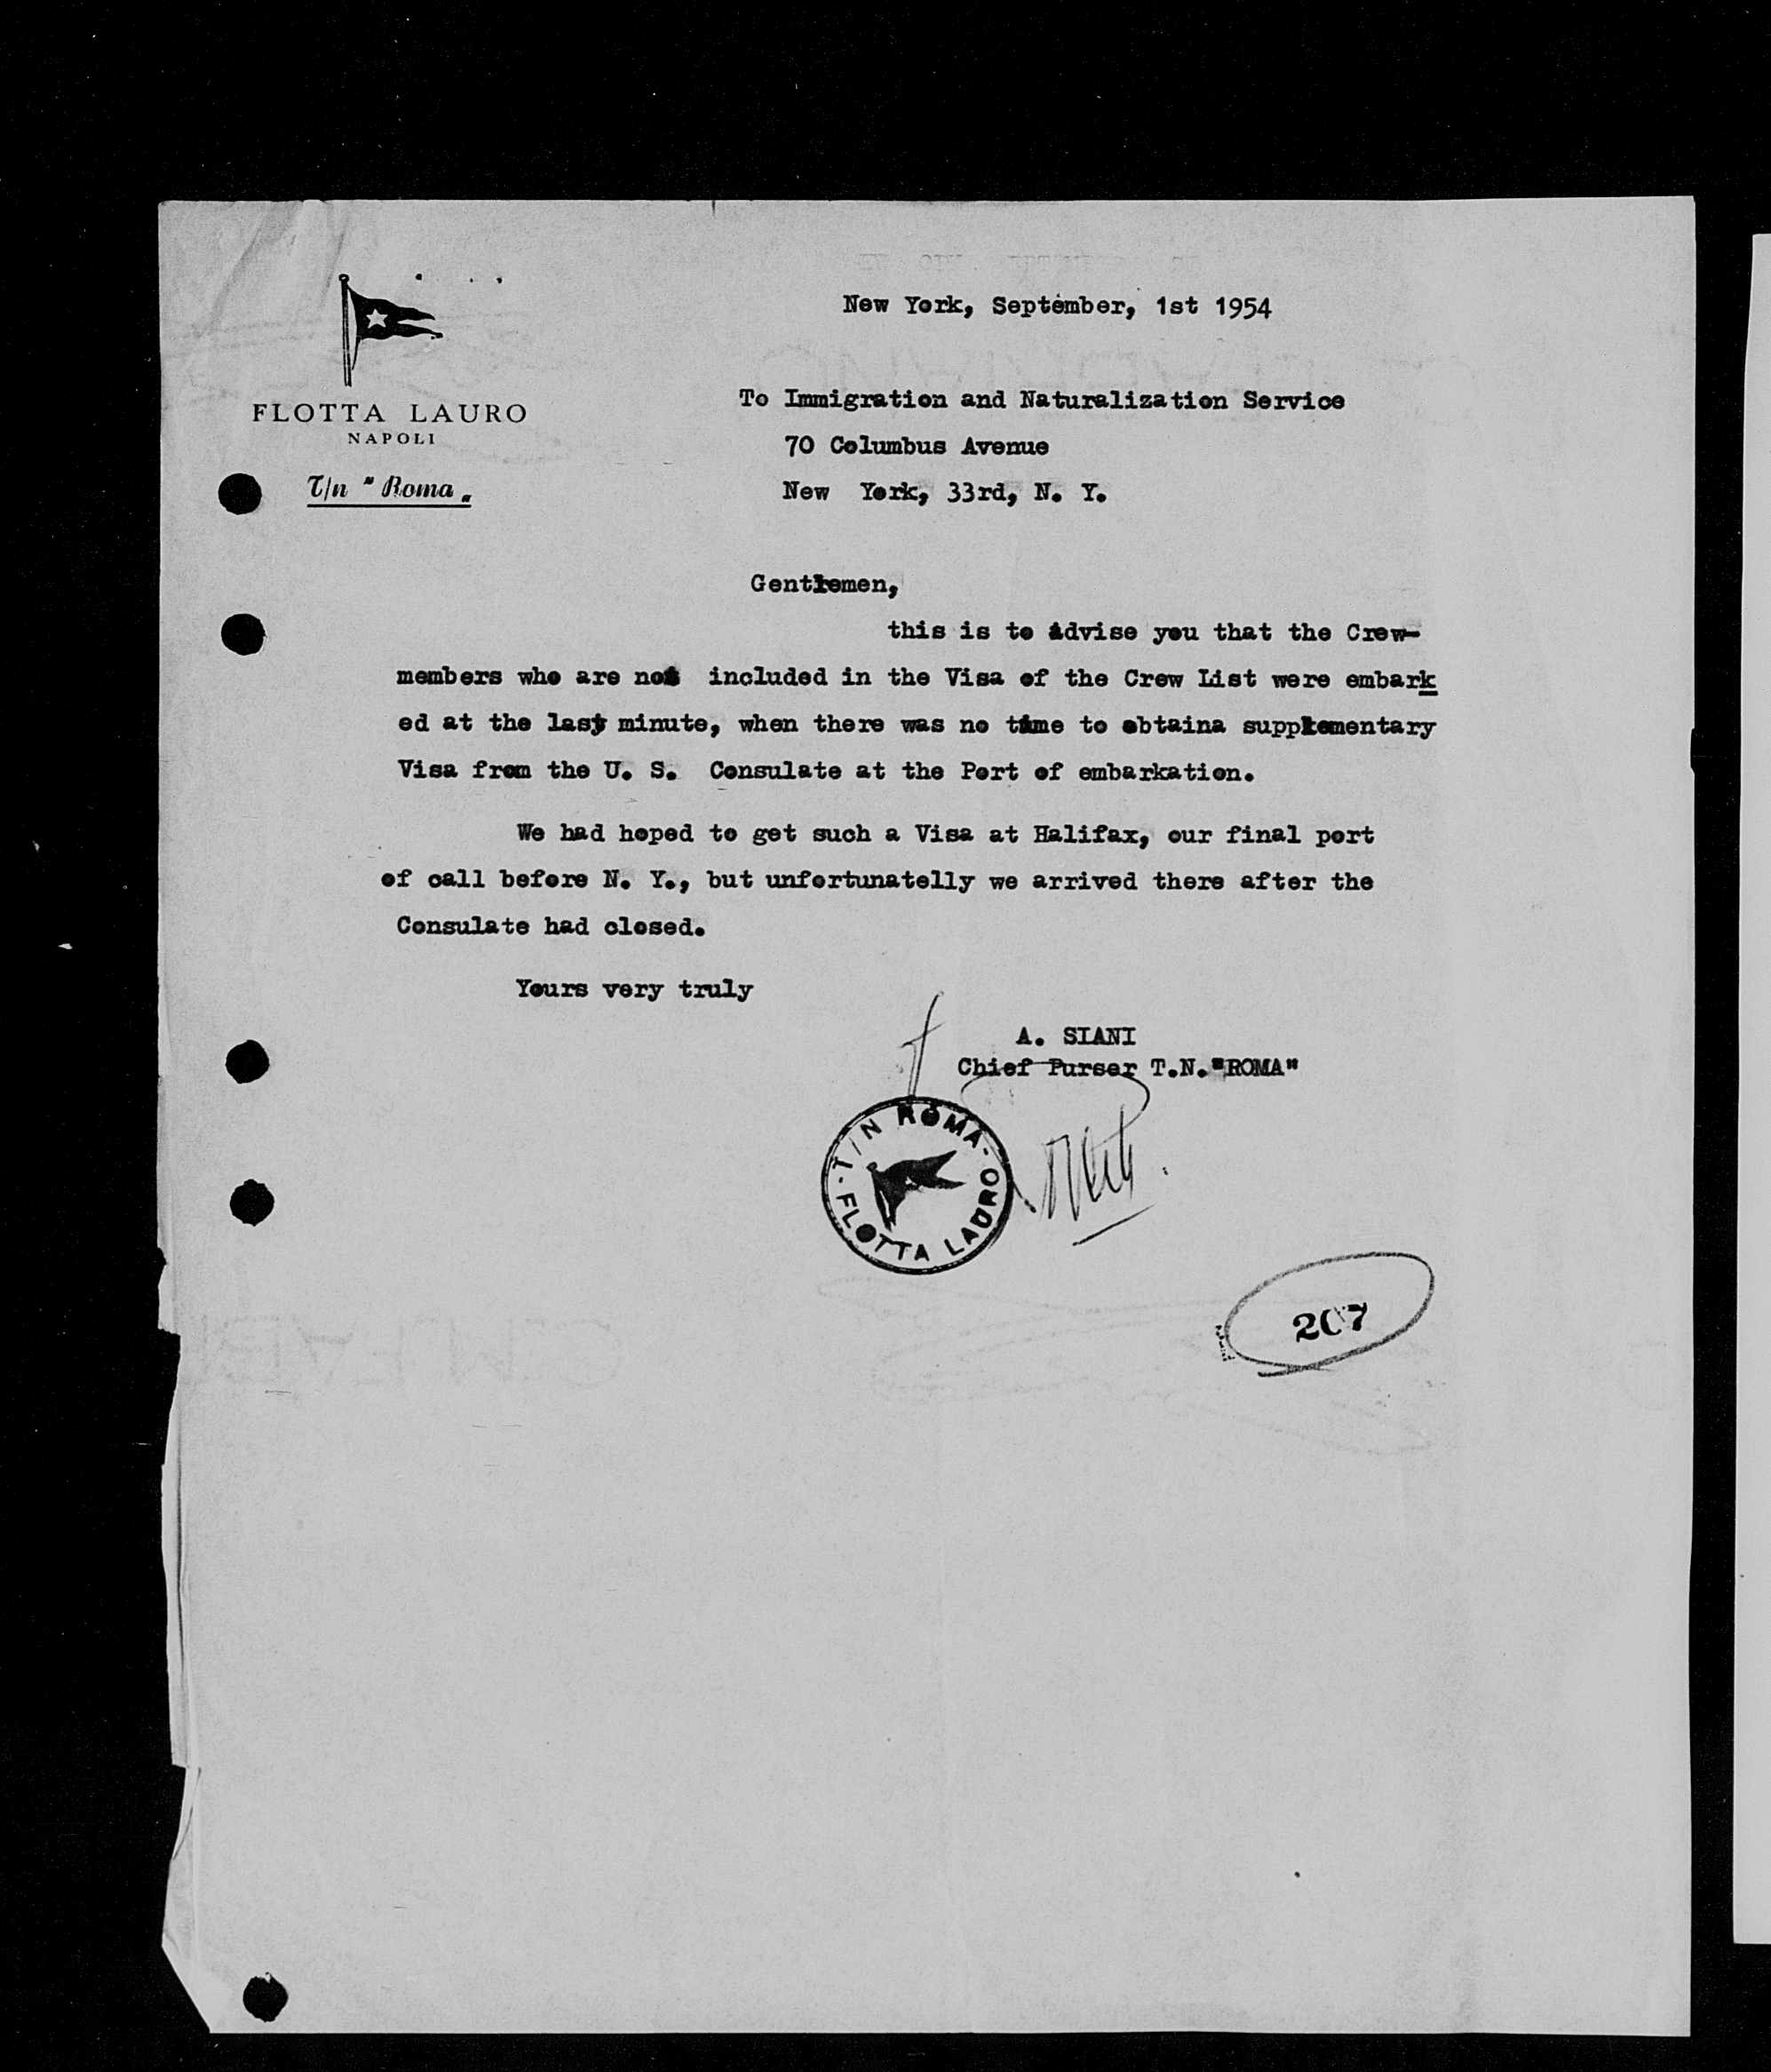 New York, September, 1st 1954
FLOTTA LAURO
NAPOLI
T/n "Roma"
To Immigration and Naturalization Service
70 Columbus Avenue
New York, 33rd, N. Y.
Gentlemen,
this is to advise you that the Crew-
members who are not included in the Visa of the Crew List were embark
ed at the last minute, when there was no time to obtaina supplementary
Visa from the U. S. Consulate at the Port of embarkation.
We had hoped to get such a Visa at Halifax, our final port
of call before N. Y., but unfortunatelly we arrived there after the
Consulate had closed.
Yours very truly
A. SIANI
Chief Purser T.N."ROMA"
T/N ROMA
FLOTTA LAURO
207